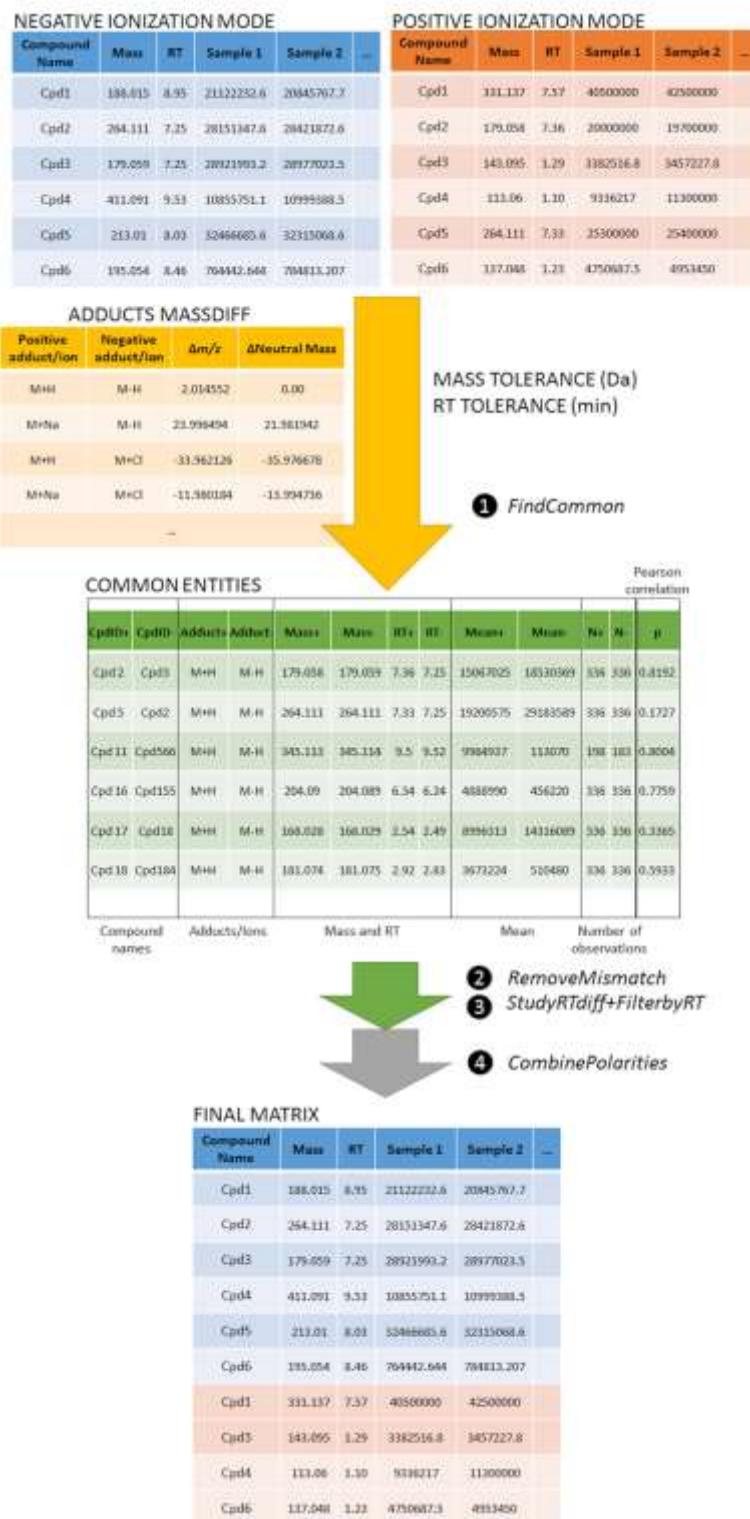 NEGATIVE IONIZATION MODE
Compound Name Mass RT Sample 1 Sample 2 ...
Cpd1 188.015 8.95 21122232.6 20845767.7
Cpd2 264.111 7.25 28151347.6 28421872.6
Cpd3 179.059 7.25 28921993.2 28977023.5
Cpd4 411.091 9.53 10855751.1 10999388.5
Cpd5 213.01 8.03 32466685.6 32315068.6
Cpd6 195.054 8.46 764442.644 784813.207
POSITIVE IONIZATION MODE
Compound Name Mass RT Sample 1 Sample 2 ...
Cpd1 331.137 7.57 40500000 42500000
Cpd2 179.058 7.36 20000000 19700000
Cpd3 143.095 1.29 3382516.8 3457227.8
Cpd4 113.06 1.10 9336217 11300000
Cpd5 264.111 7.33 25300000 25400000
Cpd6 137.048 1.23 4750687.5 4953450
ADDUCTS MASSDIFF
Positive adduct/ion Negative adduct/ion Δm/z ΔNeutral Mass
M+H M-H 2.014552 0.00
M+Na M-H 23.996494 21.981942
M+H M+Cl -33.962126 -35.976678
M+Na M+Cl -11.980184 -13.994736
...
MASS TOLERANCE (Da)
RT TOLERANCE (min)
1 FindCommon
COMMON ENTITIES
Pearson
correlation
CpdID+ CpdID- Adduct+ Adduct- Mass+ Mass- RT+ RT- Mean+ Mean- N+ N- p
Cpd2 Cpd3 M+H M-H 179.058 179.059 7.36 7.25 15067025 18530369 336 336 0.8192
Cpd5 Cpd2 M+H M-H 264.111 264.111 7.33 7.25 19200575 29183589 336 336 0.1727
Cpd11 Cpd566 M+H M-H 345.113 345.114 9.5 9.52 9984937 113070 198 183 0.8004
Cpd16 Cpd155 M+H M-H 204.09 204.089 6.34 6.24 4888990 456220 336 336 0.7759
Cpd17 Cpd18 M+H M-H 168.028 168.029 2.54 2.49 8996313 14316089 336 336 0.3365
Cpd18 Cpd184 M+H M-H 181.074 181.075 2.92 2.83 3673224 510480 336 336 0.5933
Compound names
Adducts/Ions
Mass and RT
Mean
Number of observations
2 RemoveMismatch
3 StudyRTdiff+FilterbyRT
4 CombinePolarities
FINAL MATRIX
Compound Name Mass RT Sample 1 Sample 2 ...
Cpd1 188.015 8.95 21122232.6 20845767.7
Cpd2 264.111 7.25 28151347.6 28421872.6
Cpd3 179.059 7.25 28921993.2 28977023.5
Cpd4 411.091 9.53 10855751.1 10999388.5
Cpd5 213.01 8.03 32466685.6 32315068.6
Cpd6 195.054 8.46 764442.644 784813.207
Cpd1 331.137 7.57 40500000 42500000
Cpd3 143.095 1.29 3382516.8 3457227.8
Cpd4 113.06 1.10 9336217 11300000
Cpd6 137.048 1.23 4750687.5 4953450